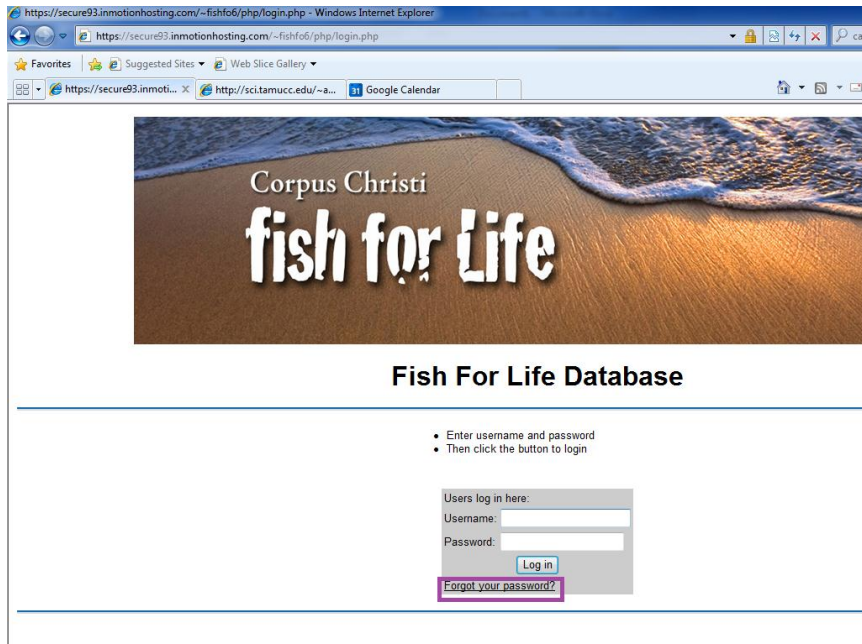 https://secure93.inmotionhosting.com/~fishfo6/php/login.php - Windows Internet Explorer
https://secure93.inmotionhosting.com/~fishfo6/php/login.php
ca
Favorites Suggested Sites Web Slice Gallery
https://secure93.inmoti... X http://sci.tamucc.edu/~a... 31 Google Calendar
Corpus Christi
fish for Life
Fish For Life Database
• Enter username and password
• Then click the button to login
Users log in here:
Username:
Password:
Log in
Forgot your password?